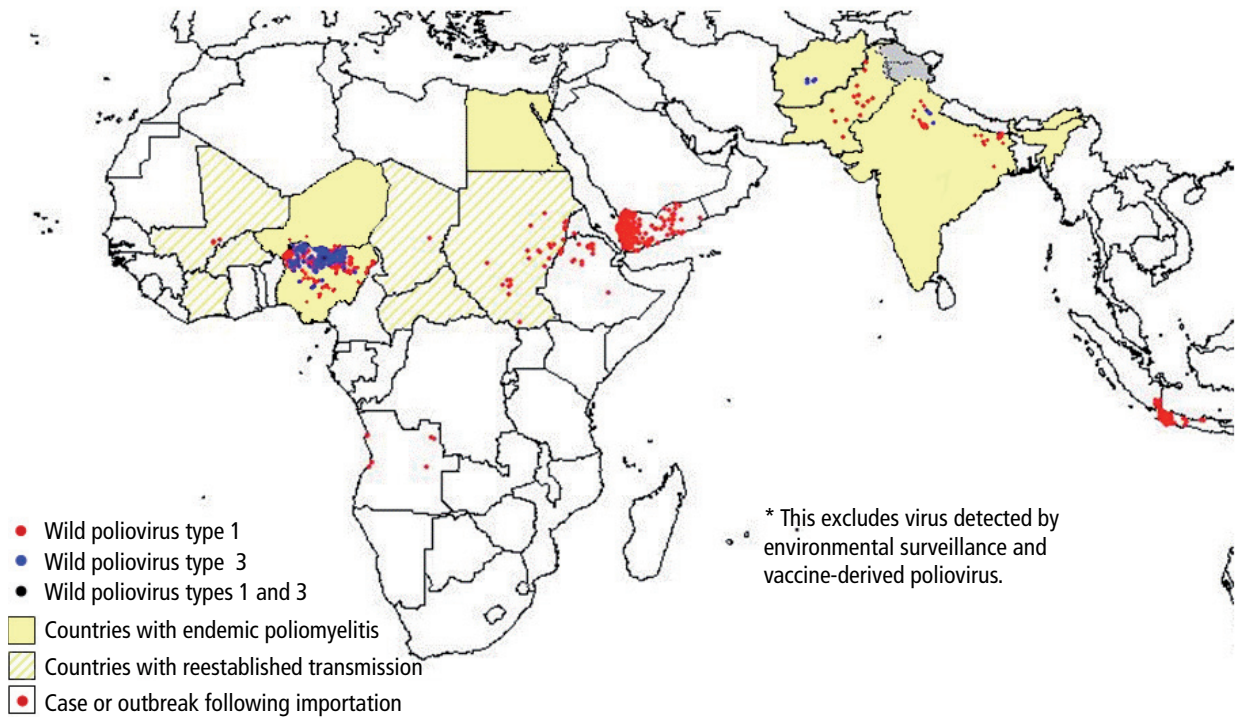 Wild poliovirus type 1
Wild poliovirus type 3
Wild poliovirus types 1 and 3
Countries with endemic poliomyelitis
Countries with reestablished transmission
Case or outbreak following importation
* This excludes virus detected by
environmental surveillance and
vaccine-derived poliovirus.